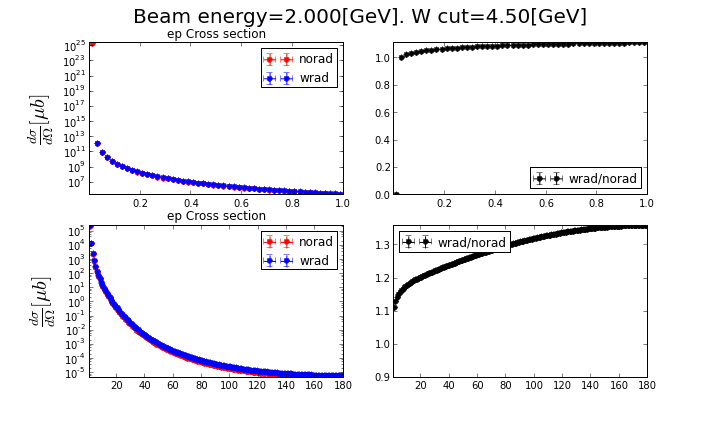 Beam energy=2.000[GeV]. W cut=4.50[GeV]
ep Cross section
dσ/dΩ [μb]
10^25
10^23
10^21
10^19
10^17
10^15
10^13
10^11
10^9
10^7
norad
wrad
0.2 0.4 0.6 0.8 1.0
1.0
0.8
0.6
0.4
0.2
0.0
wrad/norad
0.2 0.4 0.6 0.8 1.0
ep Cross section
dσ/dΩ [μb]
10^5
10^4
10^3
10^2
10^1
10^0
10^-1
10^-2
10^-3
10^-4
10^-5
norad
wrad
20 40 60 80 100 120 140 160 180
wrad/norad
1.3
1.2
1.1
1.0
0.9
20 40 60 80 100 120 140 160 180